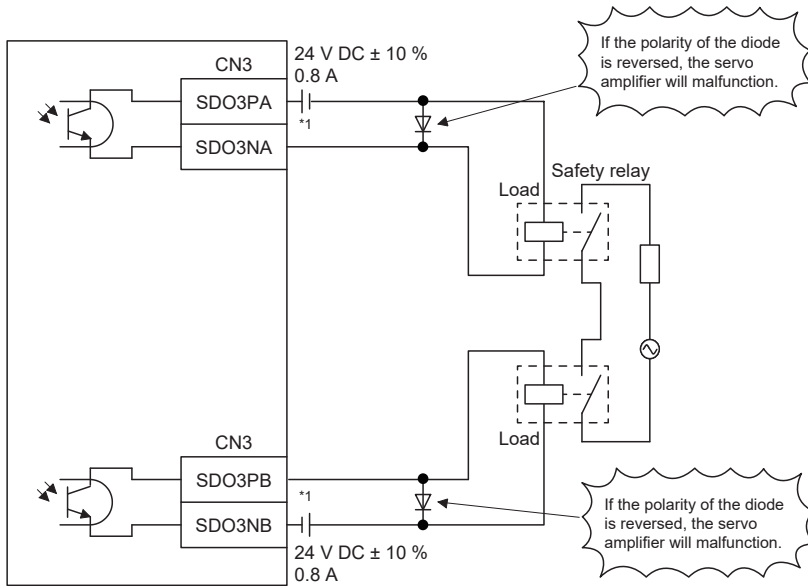 CN3
24 V DC ± 10 %
0.8 A
SDO3PA
*1
SDO3NA
If the polarity of the diode
is reversed, the servo
amplifier will malfunction.
Safety relay
Load
Load
CN3
SDO3PB
*1
SDO3NB
24 V DC ± 10 %
0.8 A
If the polarity of the diode
is reversed, the servo
amplifier will malfunction.